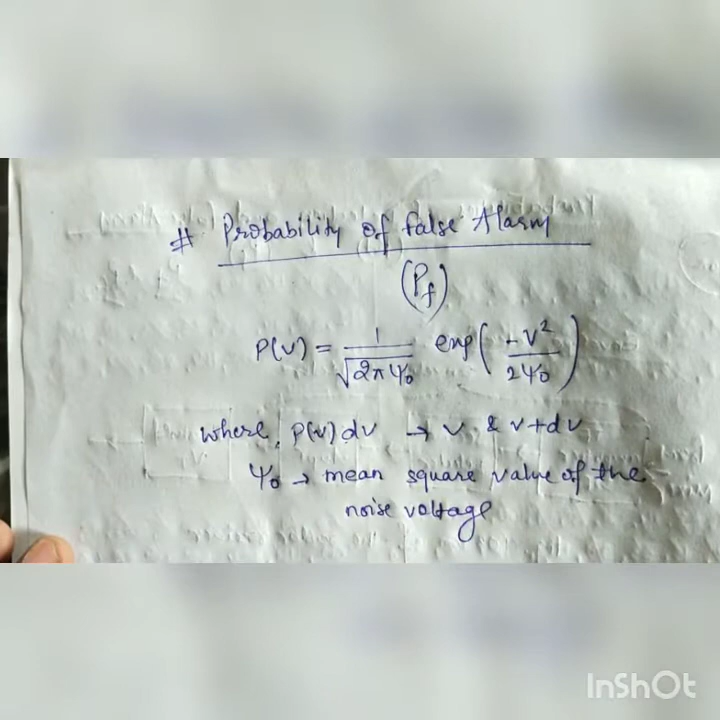 # Probability of false Alarm
(Pf)
P(v) = 1/√(2πψ₀) exp(-v²/2ψ₀)
where, P(v) dv → v & v+dv
ψ₀ → mean square value of the
noise voltage
InShOt